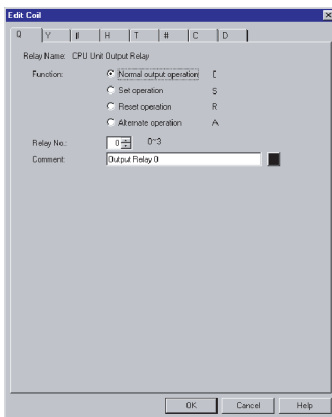 Edit Coil
Q Y H T # C D
Relay Name: CPU Unit Output Relay
Function: Normal output operation [
Set operation S
Reset operation R
Alternate operation A
Relay No.: 0 0~3
Comment: Output Relay 0
OK Cancel Help